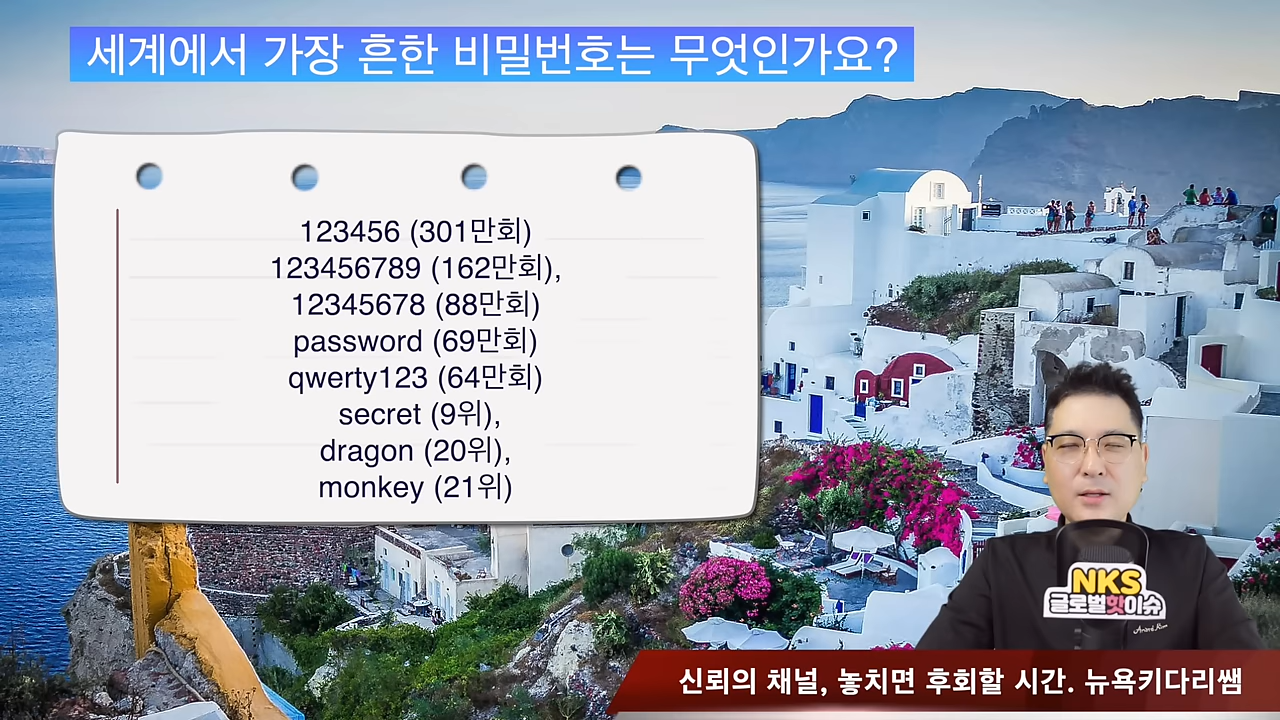 세계에서 가장 흔한 비밀번호는 무엇인가요?
123456 (301만회)
123456789 (162만회),
12345678 (88만회)
password (69만회)
qwerty123 (64만회)
secret (9위),
dragon (20위),
monkey (21위)
NKS
글로벌핫이슈
신뢰의 채널, 놓치면 후회할 시간. 뉴욕키다리쌤